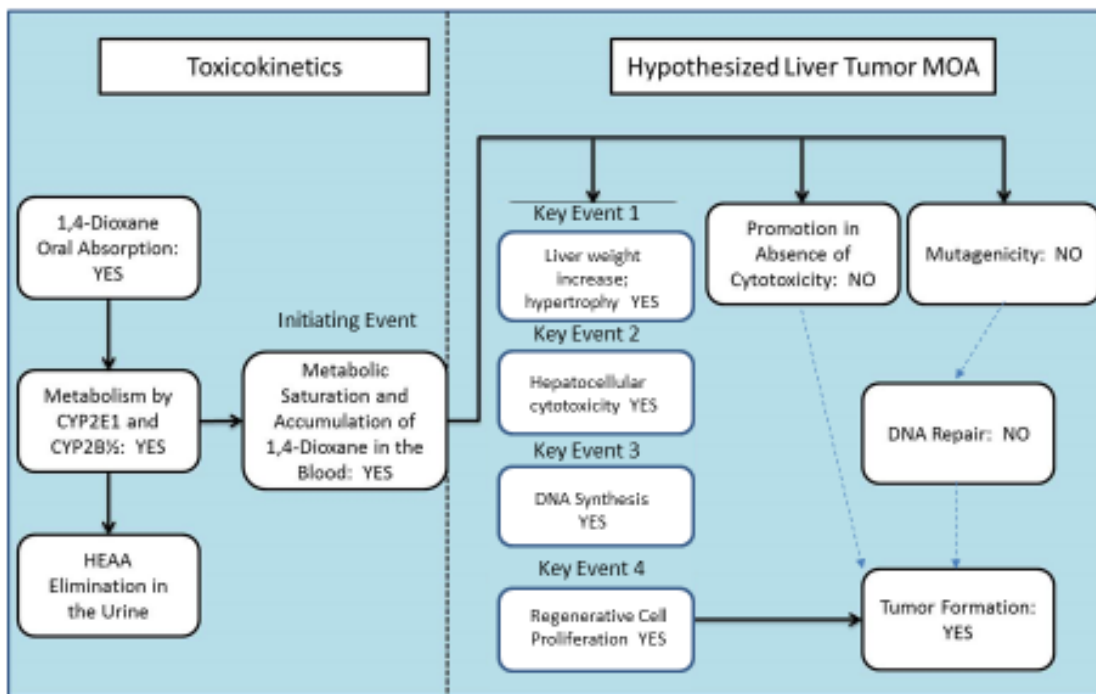 Toxicokinetics
1,4-Dioxane
Oral Absorption:
YES
Metabolism by
CYP2E1 and
CYP2B½: YES
HEAA
Elimination in
the Urine
Initiating Event
Metabolic
Saturation and
Accumulation of
1,4-Dioxane in the
Blood: YES
Hypothesized Liver Tumor MOA
Key Event 1
Liver weight
increase;
hypertrophy YES
Key Event 2
Hepatocellular
cytotoxicity YES
Key Event 3
DNA Synthesis
YES
Key Event 4
Regenerative Cell
Proliferation YES
Promotion in
Absence of
Cytotoxicity: NO
Mutagenicity: NO
DNA Repair: NO
Tumor Formation:
YES